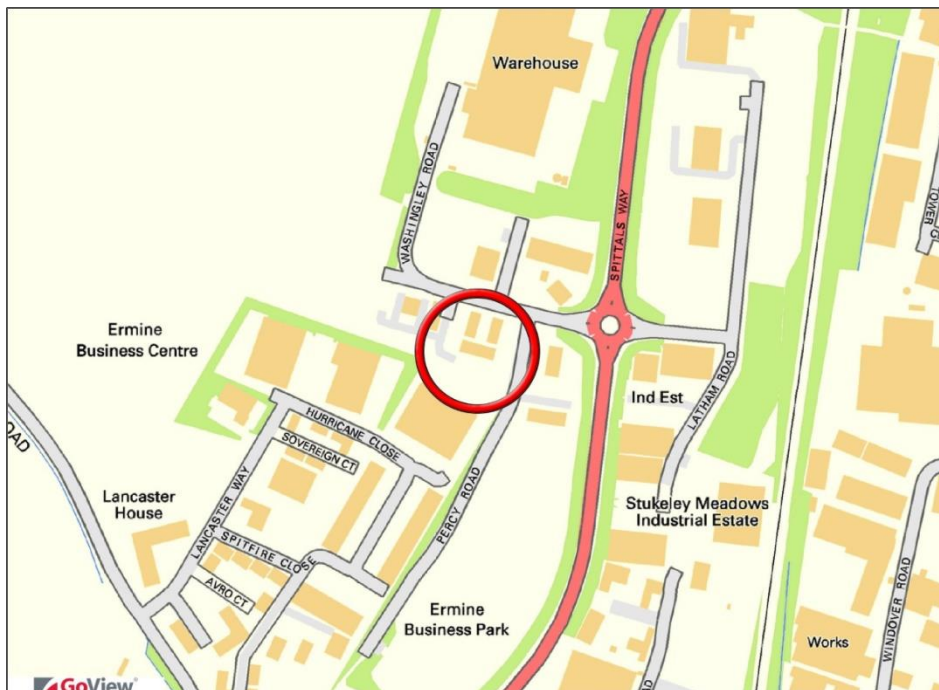 Warehouse
WASHINGLEY ROAD
SPITTALS WAY
Ermine
Business Centre
Ind Est
LATHAM ROAD
HURRICANE CLOSE
SOVEREIGN CT
ROAD
Lancaster
House
LANCASTER WAY
SPITFIRE CLOSE
AVRO CT
PERCY ROAD
Stukeley Meadows
Industrial Estate
Ermine
Business Park
Works
WINDOVER ROAD
GoView